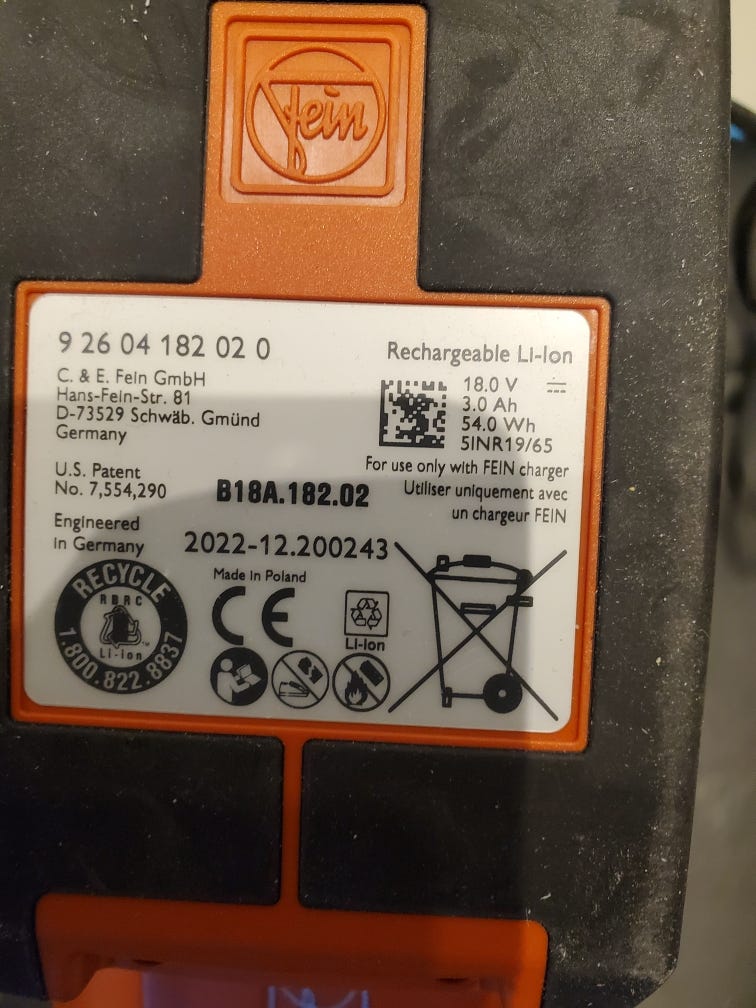 fein
9 26 04 182 02 0
C. & E. Fein GmbH
Hans-Fein-Str. 81
D-73529 Schwäb. Gmünd
Germany
Rechargeable Li-Ion
18.0 V
3.0 Ah
54.0 Wh
5INR19/65
For use only with FEIN charger
Utiliser uniquement avec
un chargeur FEIN
U.S. Patent
No. 7,554,290
B18A.182.02
Engineered
in Germany
2022-12.200243
Made in Poland
RECYCLE
RBRC
Li-Ion
1.800.822.8837
CE
Li-Ion